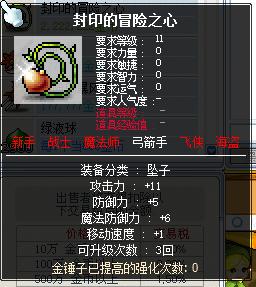 封印的冒险之心
要求等级: 11
要求力量: -
要求敏捷: -
要求智力: -
要求运气: -
要求人气度: -
道具等级: -
道具经验值: -
新手 战士 魔法师 弓箭手 飞侠 海盗
装备分类 : 坠子
攻击力 : +11
防御力 : +5
魔法防御力 : +6
移动速度 : +1
可升级次数 : 3回
金锤子已提高的强化次数: 0
绿液球